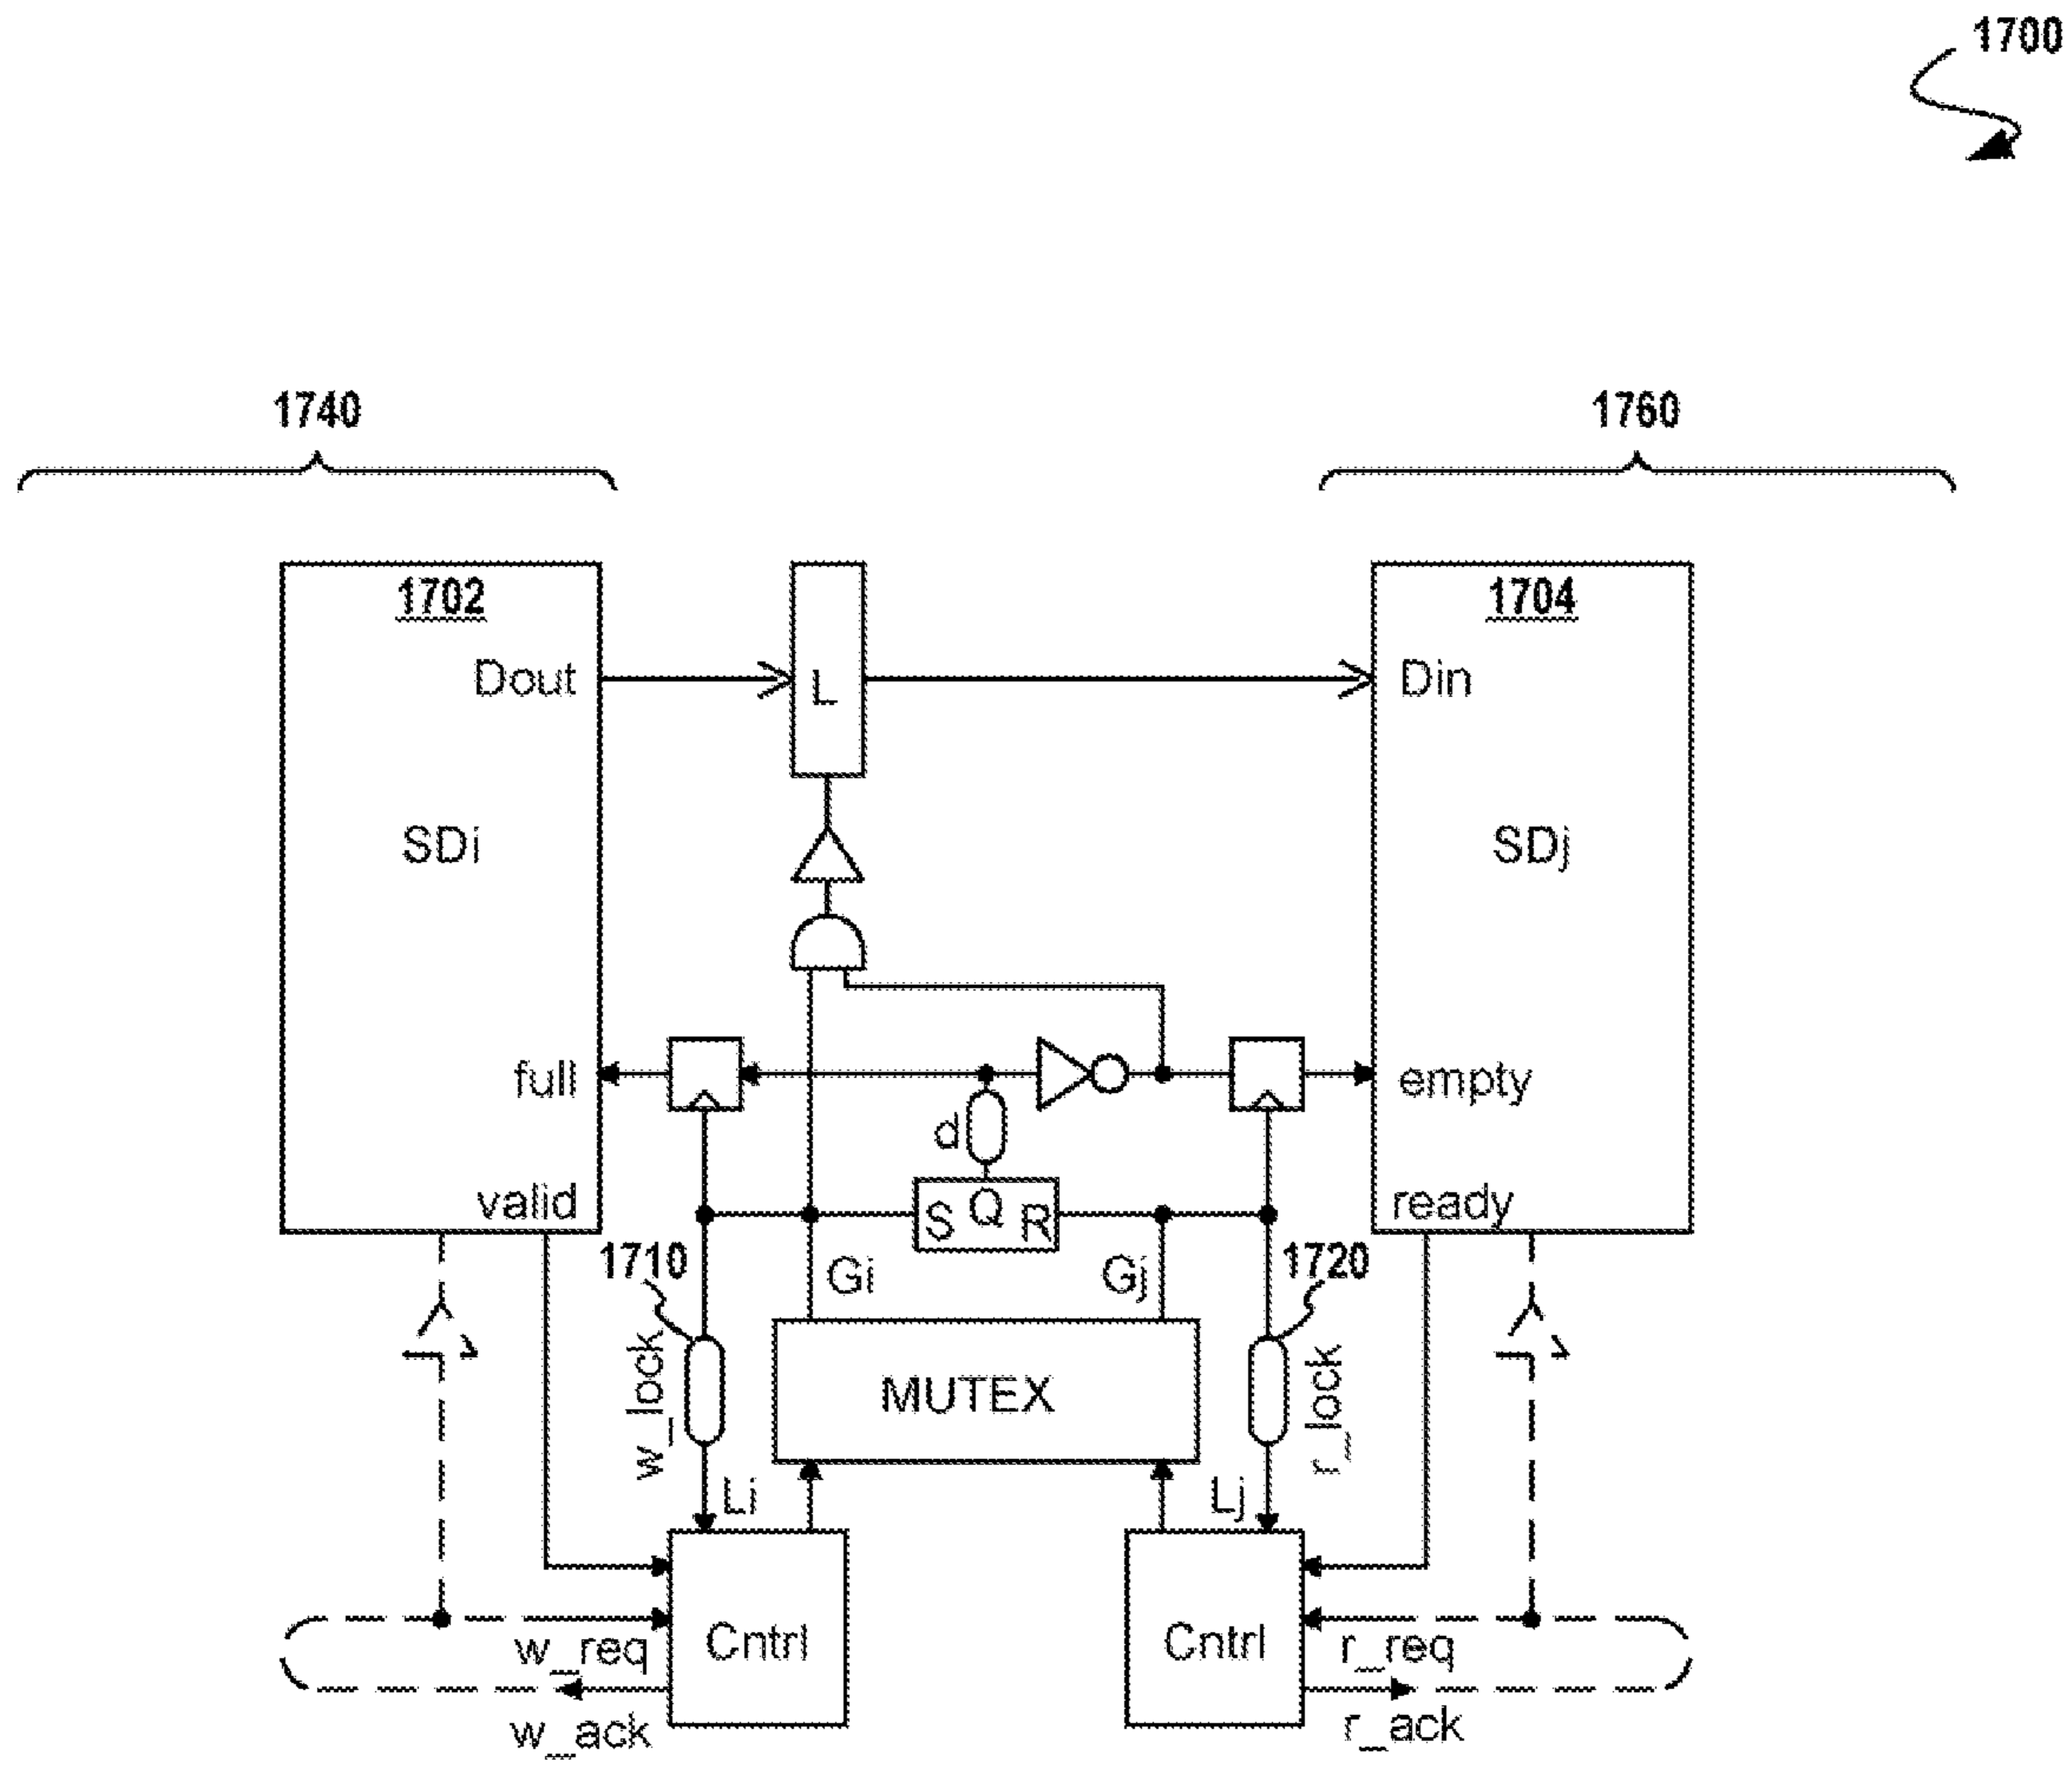 1700
1740
1760
1702
1704
Dout
L
Din
SDi
SDj
full
empty
d
valid
S Q R
ready
1710
Gi
Gj
1720
w_lock
MUTEX
r_lock
Li
Lj
w_req
Cntrl
Cntrl
r_req
w_ack
r_ack